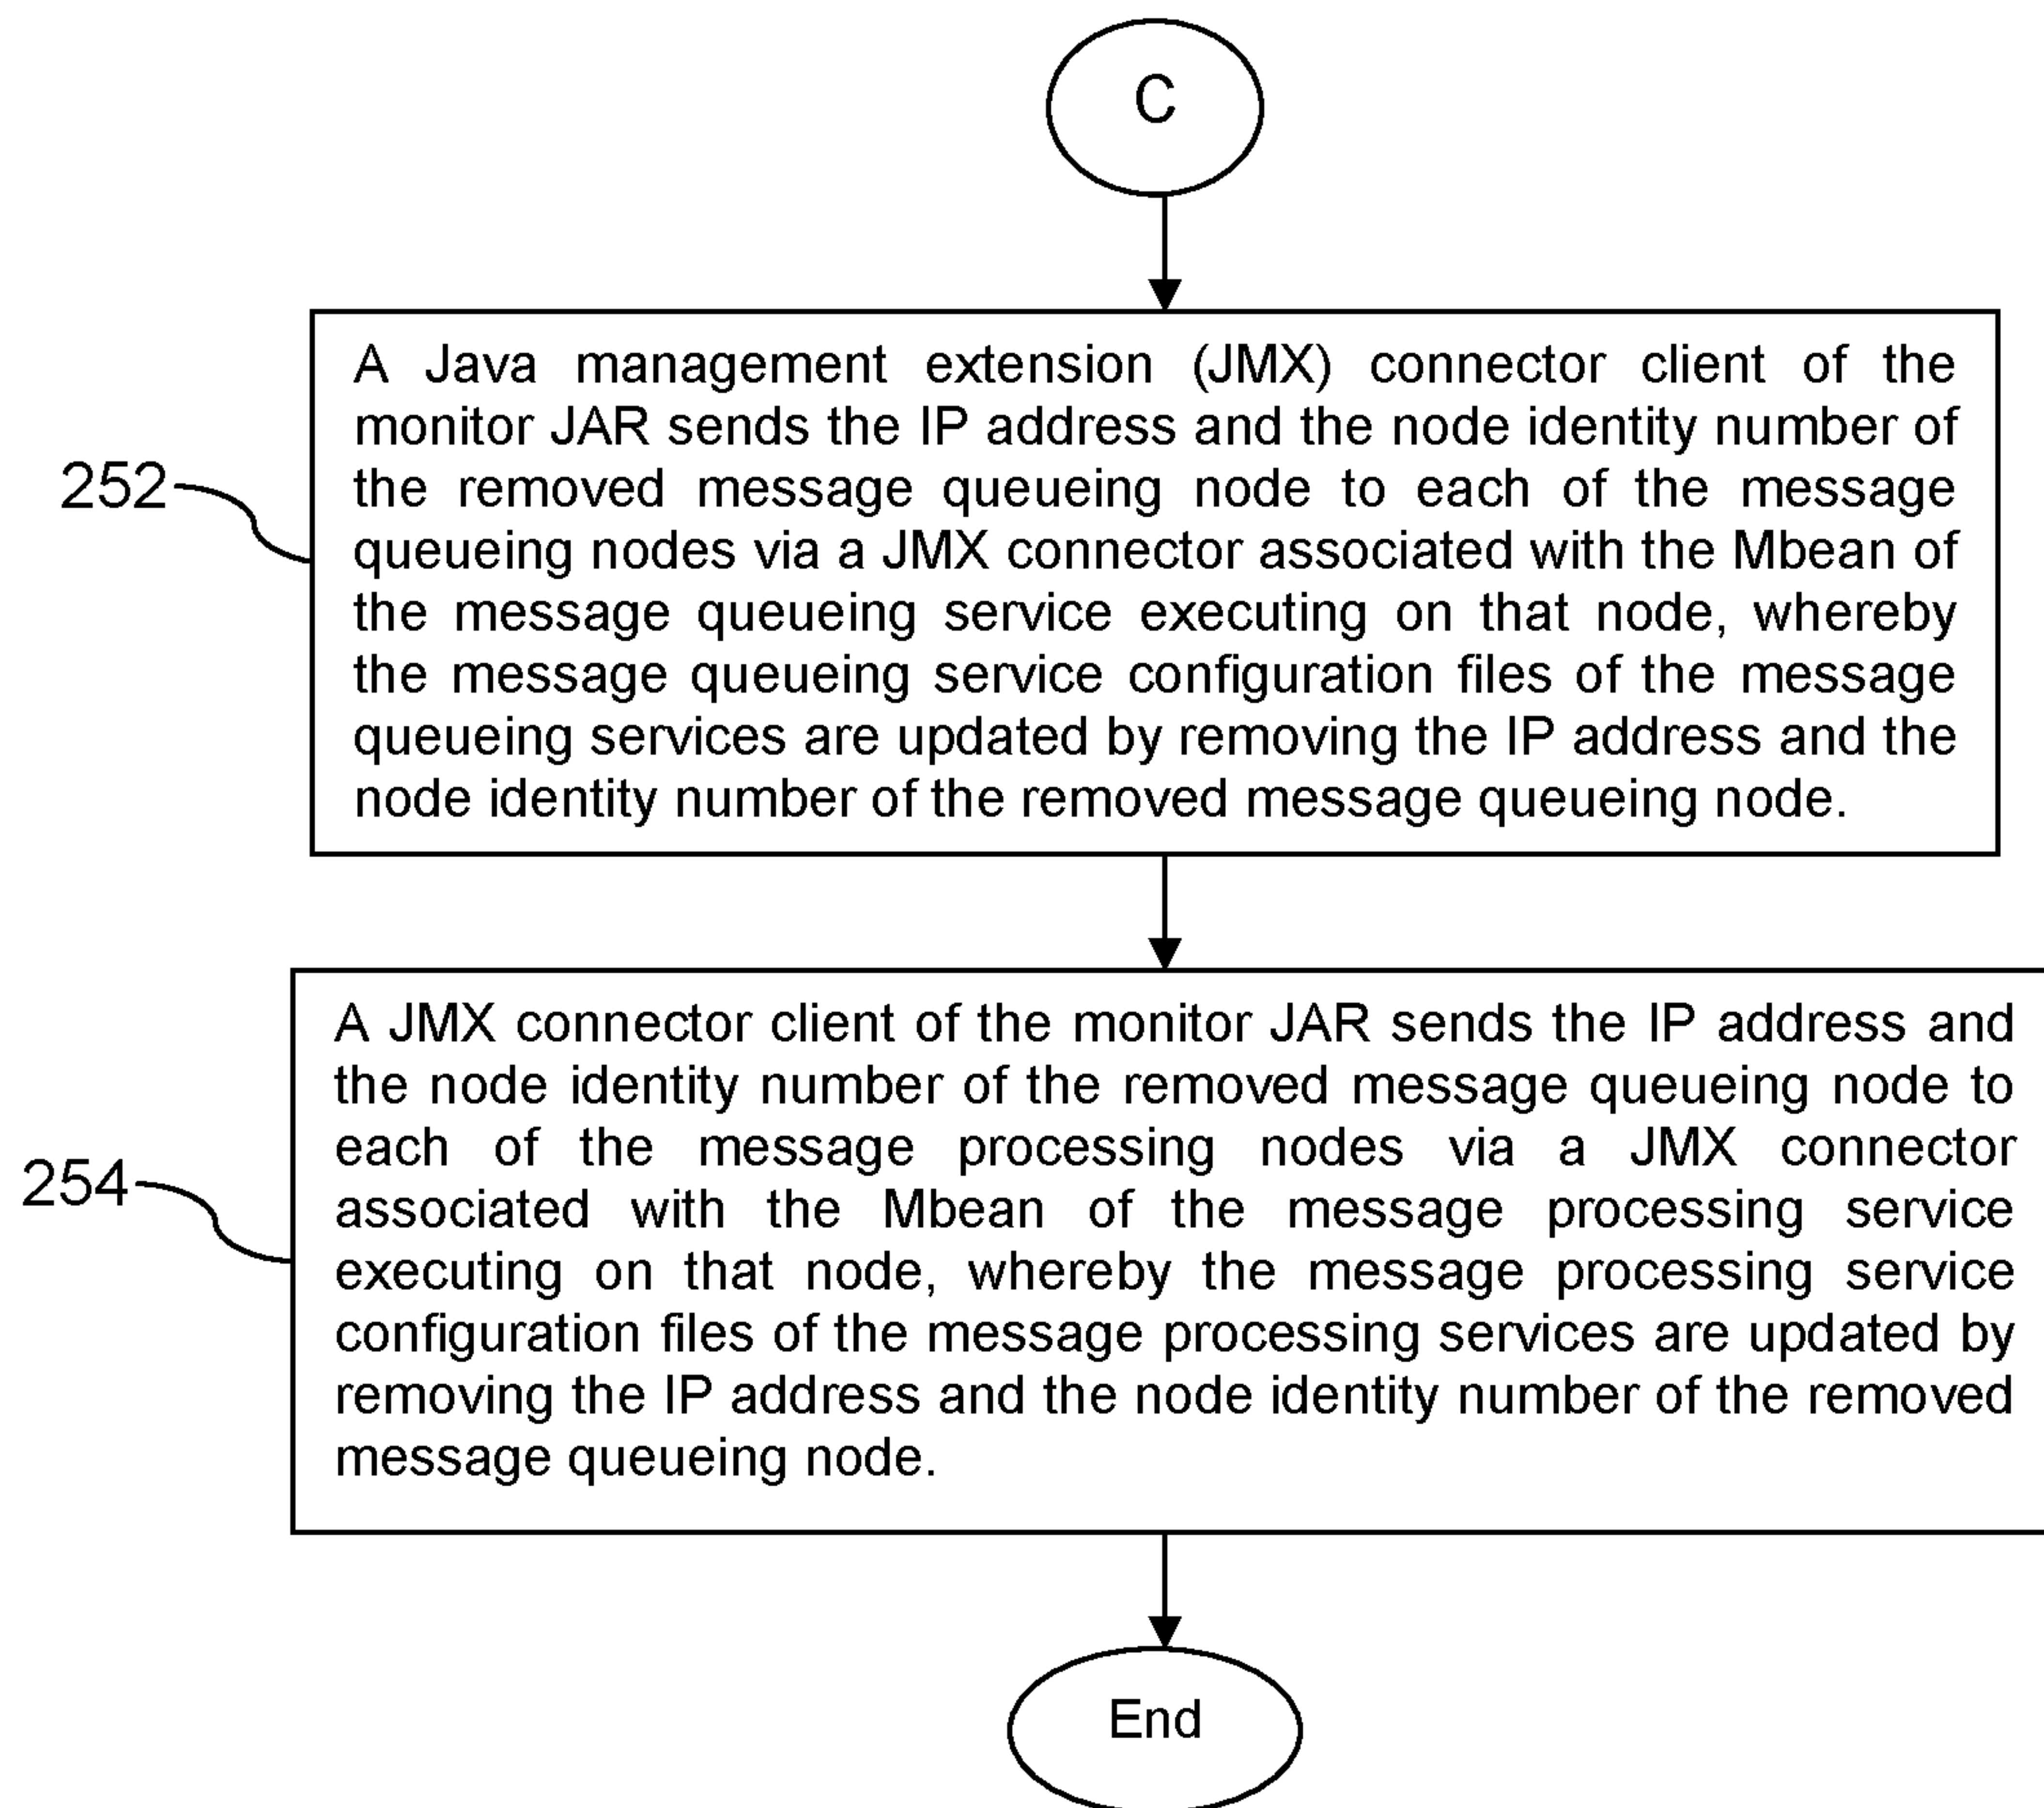 C
A Java management extension (JMX) connector client of the
monitor JAR sends the IP address and the node identity number of
the removed message queueing node to each of the message
queueing nodes via a JMX connector associated with the Mbean of
the message queueing service executing on that node, whereby
the message queueing service configuration files of the message
queueing services are updated by removing the IP address and the
node identity number of the removed message queueing node.
252
A JMX connector client of the monitor JAR sends the IP address and
the node identity number of the removed message queueing node to
each of the message processing nodes via a JMX connector
associated with the Mbean of the message processing service
executing on that node, whereby the message processing service
configuration files of the message processing services are updated by
removing the IP address and the node identity number of the removed
message queueing node.
254
End